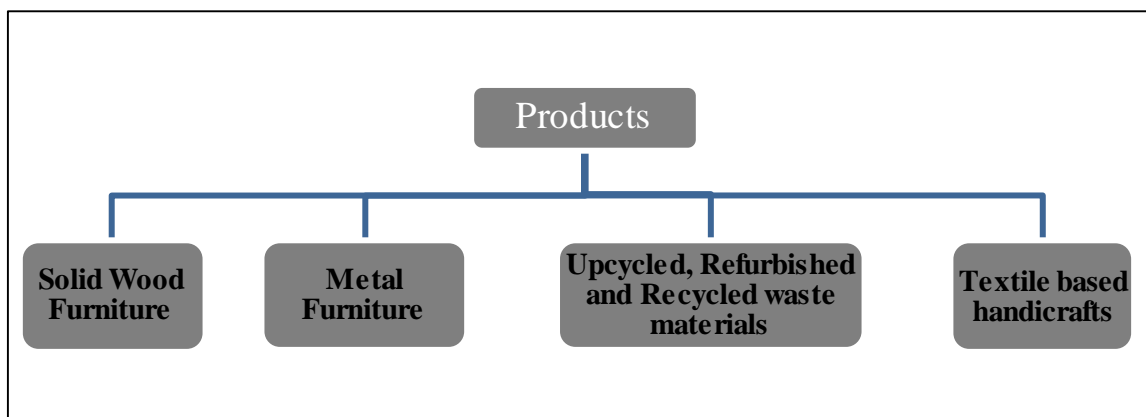 Products
Solid Wood
Furniture
Metal
Furniture
Upcycled, Refurbished
and Recycled waste
materials
Textile based
handicrafts